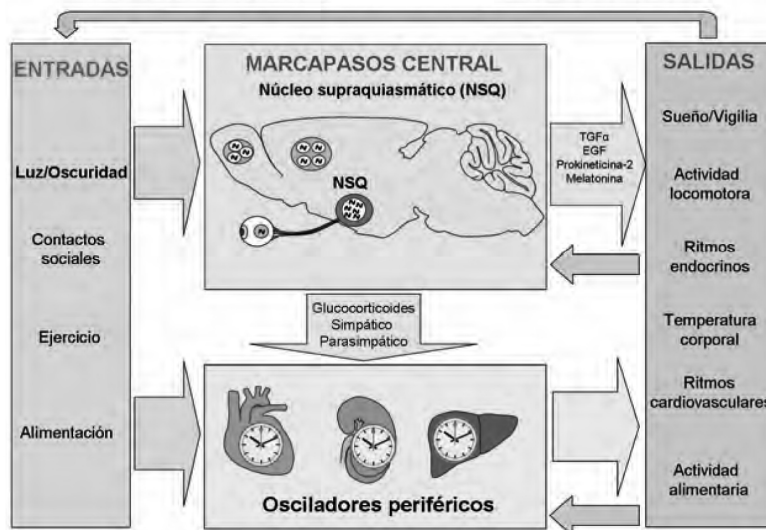 ENTRADAS
Luz/Oscuridad
Contactos
sociales
Ejercicio
Alimentación
MARCAPASOS CENTRAL
Núcleo supraquiasmático (NSQ)
NSQ
TGFα
EGF
Prokineticina-2
Melatonina
Glucocorticoides
Simpático
Parasimpático
Osciladores periféricos
SALIDAS
Sueño/Vigilia
Actividad
locomotora
Ritmos
endocrinos
Temperatura
corporal
Ritmos
cardiovasculares
Actividad
alimentaria